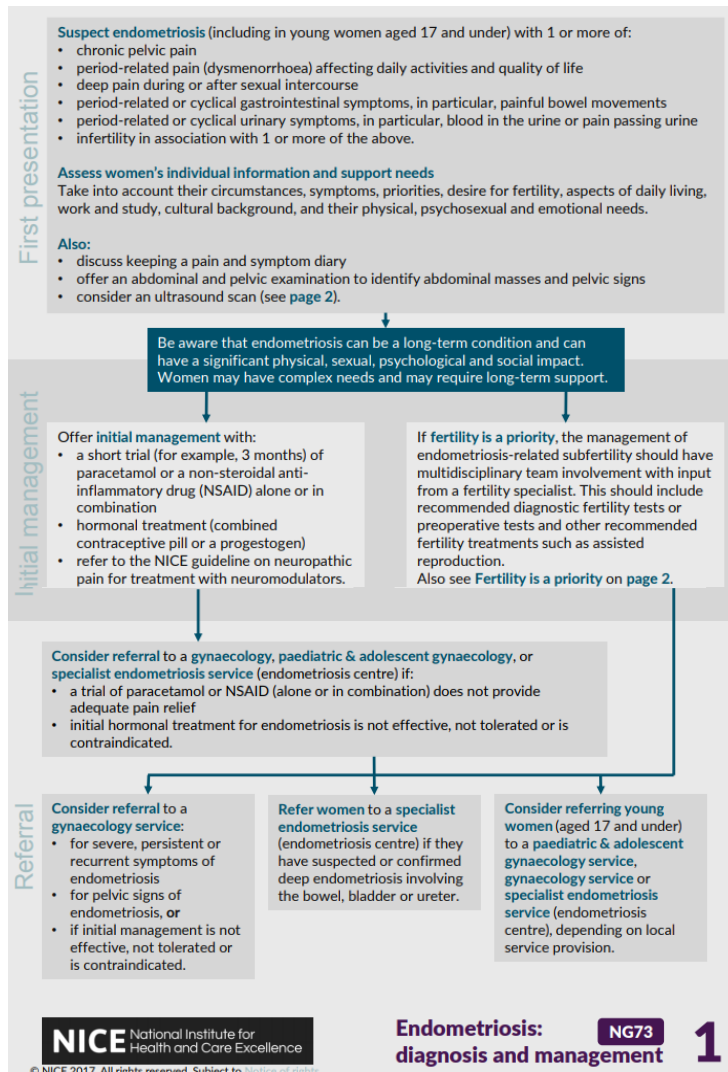 First presentation
Suspect endometriosis (including in young women aged 17 and under) with 1 or more of:
• chronic pelvic pain
• period-related pain (dysmenorrhoea) affecting daily activities and quality of life
• deep pain during or after sexual intercourse
• period-related or cyclical gastrointestinal symptoms, in particular, painful bowel movements
• period-related or cyclical urinary symptoms, in particular, blood in the urine or pain passing urine
• infertility in association with 1 or more of the above.
Assess women's individual information and support needs
Take into account their circumstances, symptoms, priorities, desire for fertility, aspects of daily living,
work and study, cultural background, and their physical, psychosexual and emotional needs.
Also:
• discuss keeping a pain and symptom diary
• offer an abdominal and pelvic examination to identify abdominal masses and pelvic signs
• consider an ultrasound scan (see page 2).
Be aware that endometriosis can be a long-term condition and can
have a significant physical, sexual, psychological and social impact.
Women may have complex needs and may require long-term support.
Initial management
Offer initial management with:
• a short trial (for example, 3 months) of
paracetamol or a non-steroidal anti-
inflammatory drug (NSAID) alone or in
combination
• hormonal treatment (combined
contraceptive pill or a progestogen)
• refer to the NICE guideline on neuropathic
pain for treatment with neuromodulators.
If fertility is a priority, the management of
endometriosis-related subfertility should have
multidisciplinary team involvement with input
from a fertility specialist. This should include
recommended diagnostic fertility tests or
preoperative tests and other recommended
fertility treatments such as assisted
reproduction.
Also see Fertility is a priority on page 2.
Referral
Consider referral to a gynaecology, paediatric & adolescent gynaecology, or
specialist endometriosis service (endometriosis centre) if:
• a trial of paracetamol or NSAID (alone or in combination) does not provide
adequate pain relief
• initial hormonal treatment for endometriosis is not effective, not tolerated or is
contraindicated.
Consider referral to a
gynaecology service:
• for severe, persistent or
recurrent symptoms of
endometriosis
• for pelvic signs of
endometriosis, or
• if initial management is not
effective, not tolerated or
is contraindicated.
Refer women to a specialist
endometriosis service
(endometriosis centre) if they
have suspected or confirmed
deep endometriosis involving
the bowel, bladder or ureter.
Consider referring young
women (aged 17 and under)
to a paediatric & adolescent
gynaecology service,
gynaecology service or
specialist endometriosis
service (endometriosis
centre), depending on local
service provision.
NICE National Institute for
Health and Care Excellence
© NICE 2017. All rights reserved. Subject to Notice of rights
Endometriosis: NG73
diagnosis and management 1